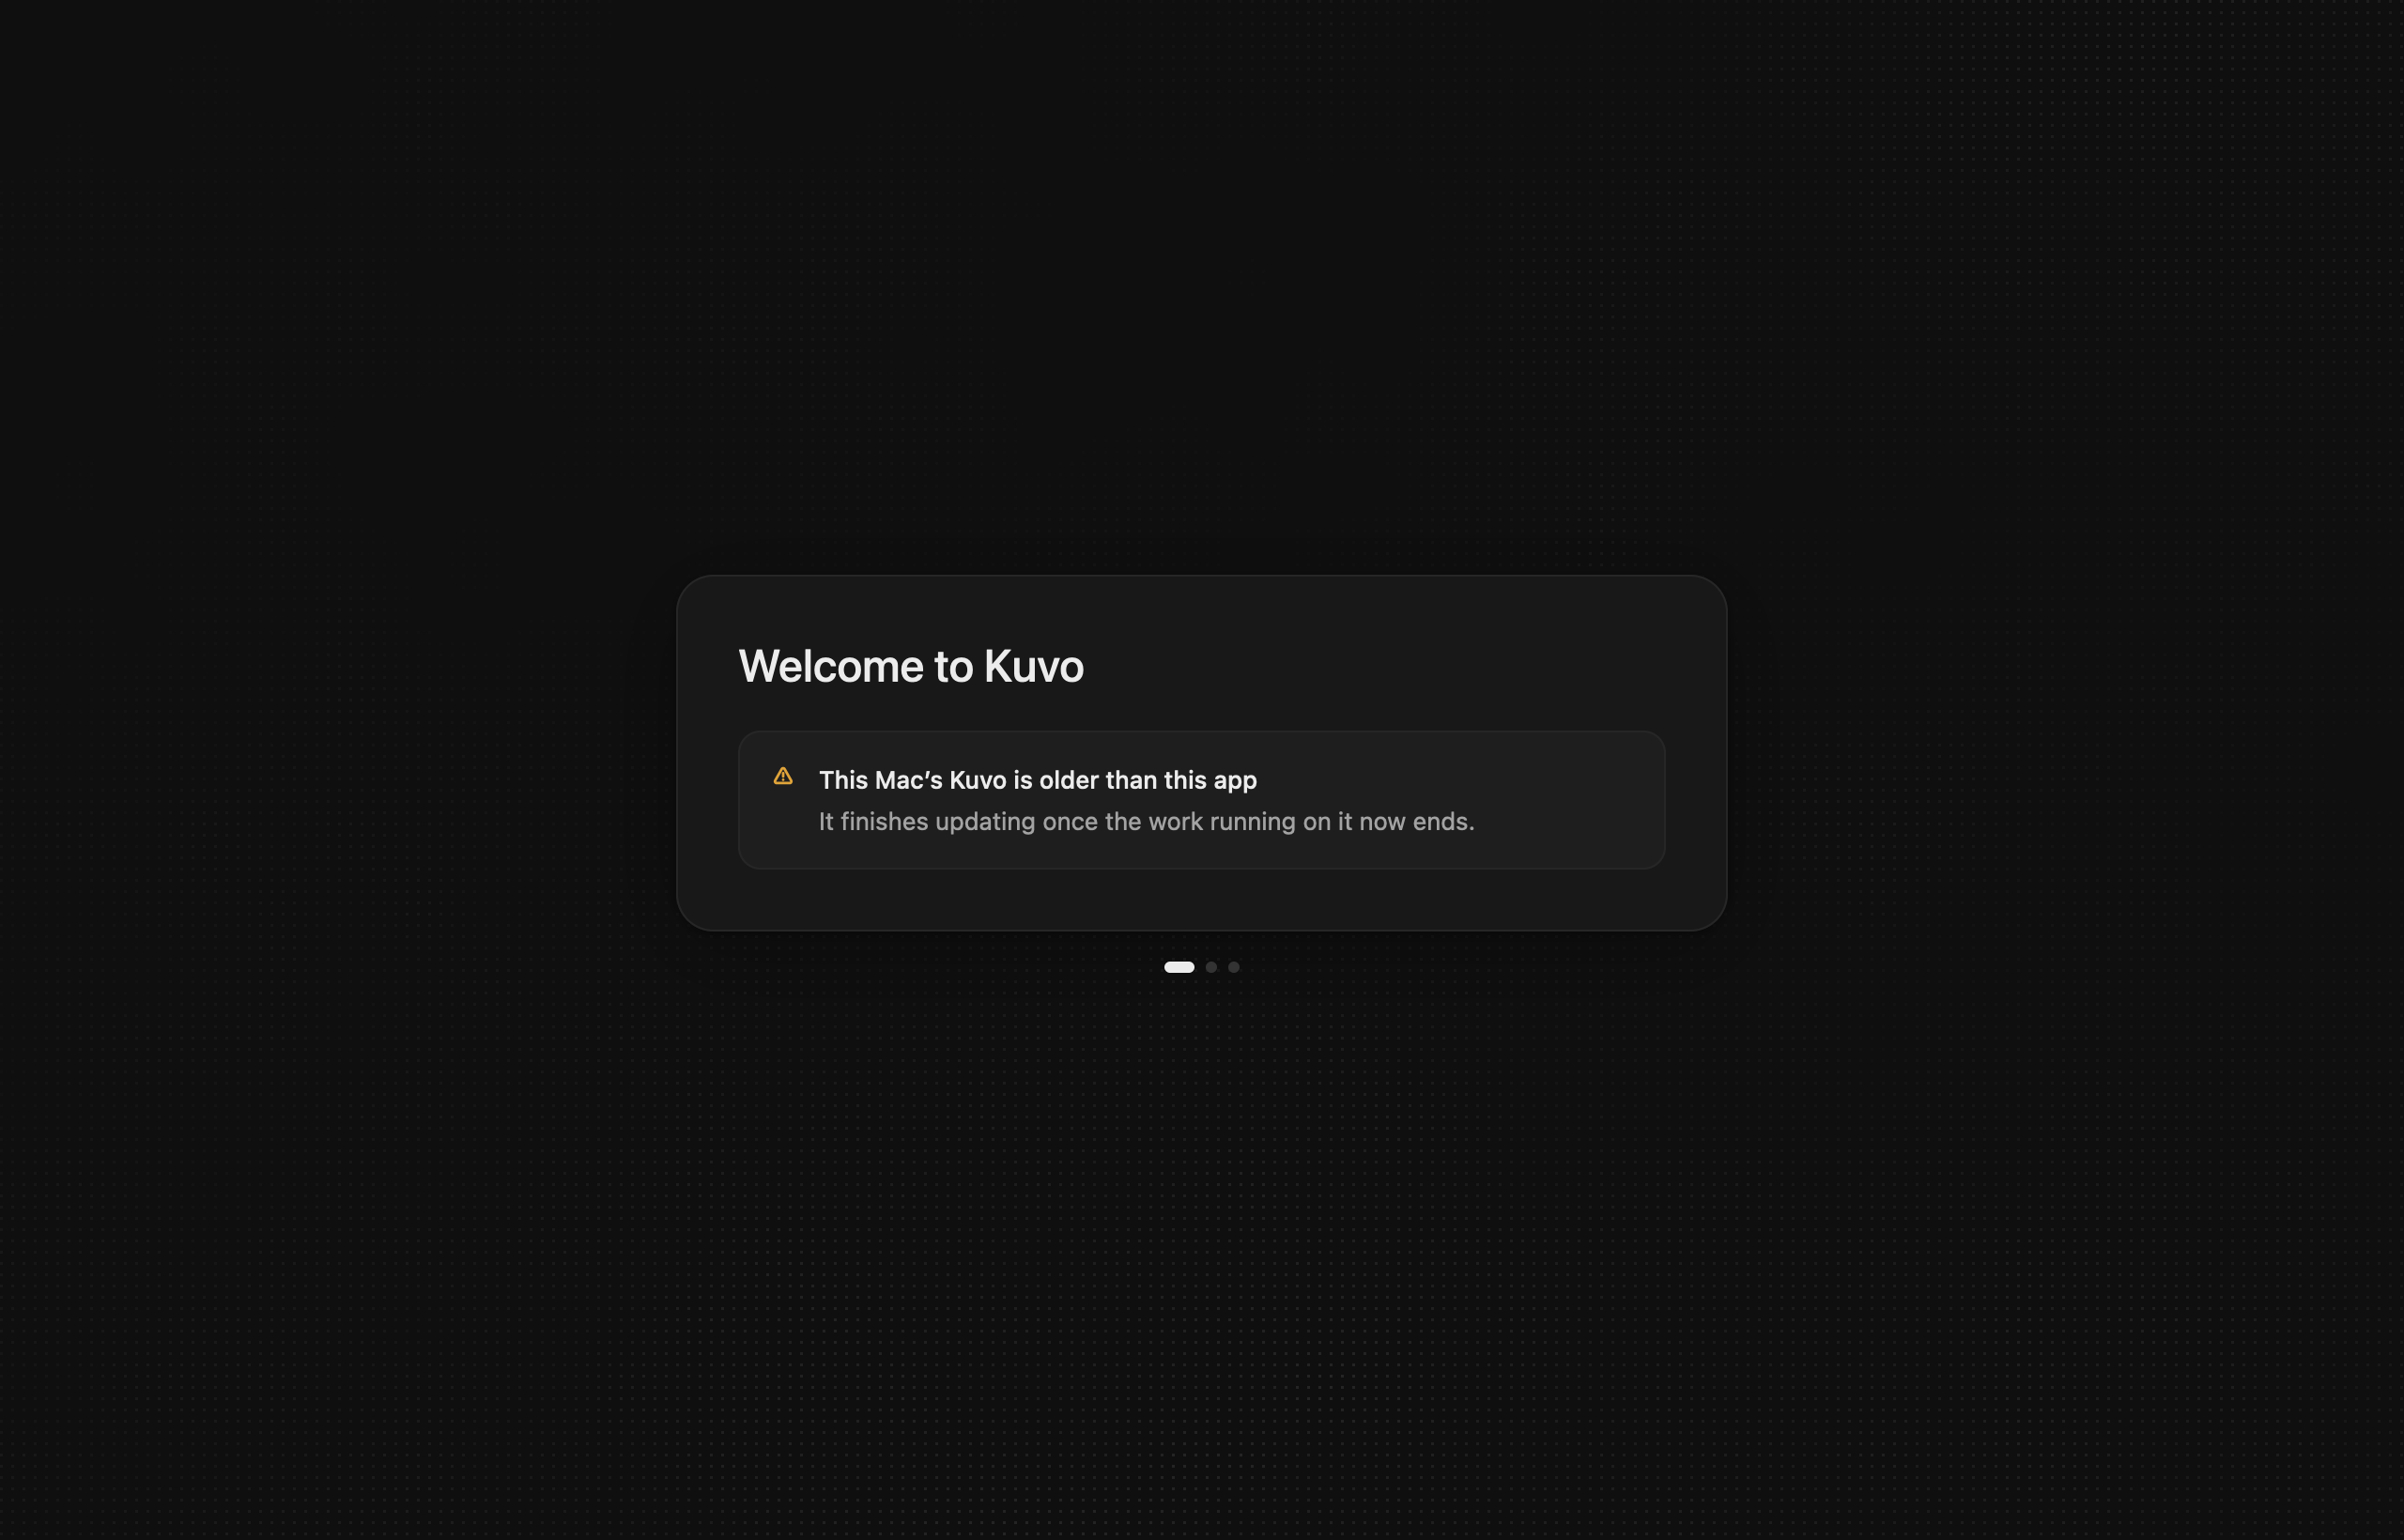 Welcome to Kuvo
This Mac’s Kuvo is older than this app
It finishes updating once the work running on it now ends.